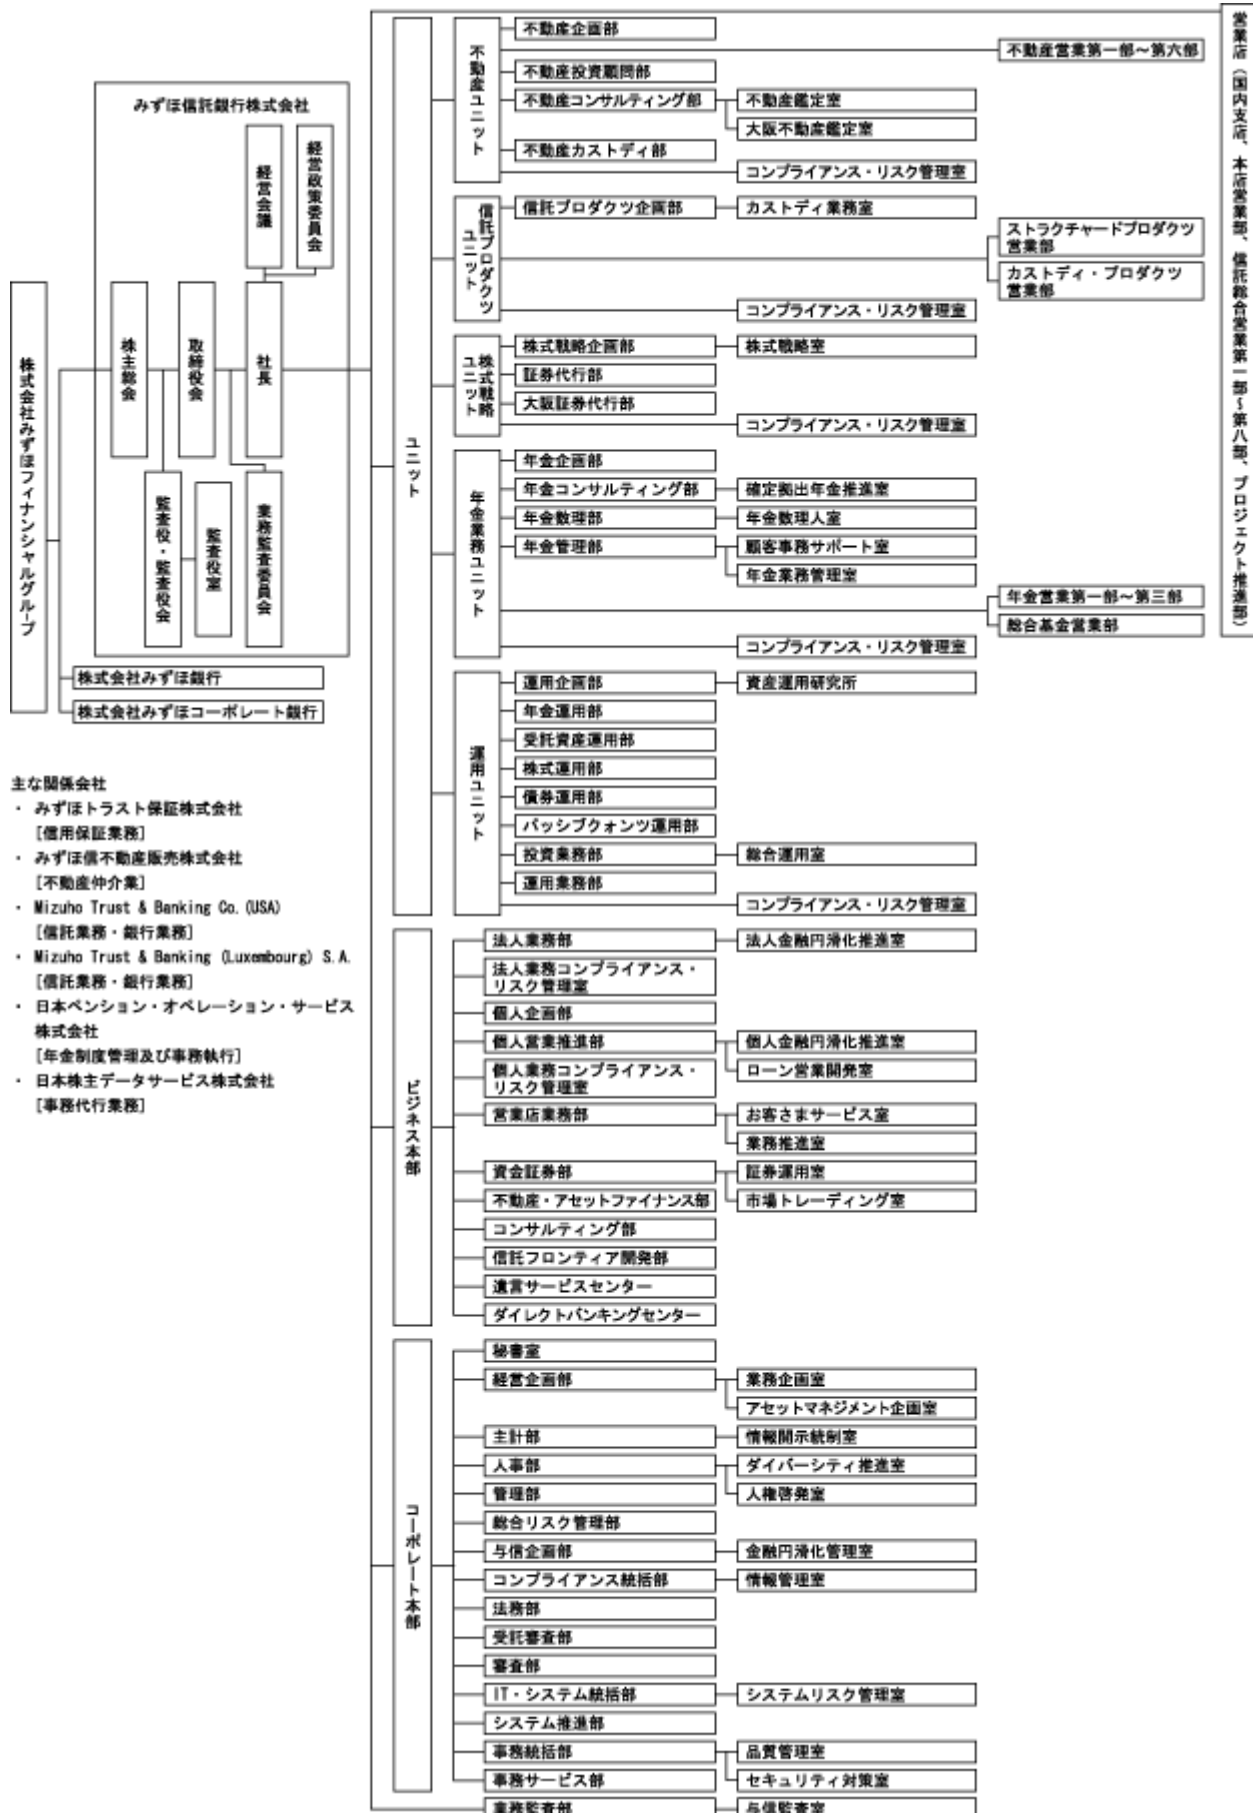 みずほ信託銀行株式会社
経営会議
経営政策委員会
株式会社みずほフィナンシャルグループ
株主総会
取締役会
社長
監査役・監査役会
監査役室
業務監査委員会
株式会社みずほ銀行
株式会社みずほコーポレート銀行
主な関係会社
・ みずほトラスト保証株式会社
[信用保証業務]
・ みずほ信不動産販売株式会社
[不動産仲介業]
・ Mizuho Trust & Banking Co.(USA)
[信託業務・銀行業務]
・ Mizuho Trust & Banking (Luxembourg) S.A.
[信託業務・銀行業務]
・ 日本ペンション・オペレーション・サービス
株式会社
[年金制度管理及び事務執行]
・ 日本株主データサービス株式会社
[事務代行業務]
ユニット
不動産ユニット
不動産企画部
不動産営業第一部~第六部
不動産投資顧問部
不動産コンサルティング部
不動産鑑定室
大阪不動産鑑定室
不動産カストディ部
コンプライアンス・リスク管理室
信託プロダクツ
ユニット
信託プロダクツ企画部
カストディ業務室
ストラクチャードプロダクツ
営業部
カストディ・プロダクツ
営業部
コンプライアンス・リスク管理室
株式戦略
ユニット
株式戦略企画部
株式戦略室
証券代行部
大阪証券代行部
コンプライアンス・リスク管理室
年金業務ユニット
年金企画部
年金コンサルティング部
確定拠出年金推進室
年金数理部
年金数理人室
年金管理部
顧客事務サポート室
年金業務管理室
年金営業第一部~第三部
総合基金営業部
コンプライアンス・リスク管理室
運用ユニット
運用企画部
資産運用研究所
年金運用部
受託資産運用部
株式運用部
債券運用部
パッシブクォンツ運用部
投資業務部
総合運用室
運用業務部
コンプライアンス・リスク管理室
ビジネス本部
法人業務部
法人金融円滑化推進室
法人業務コンプライアンス・
リスク管理室
個人企画部
個人営業推進部
個人金融円滑化推進室
ローン営業開発室
個人業務コンプライアンス・
リスク管理室
営業店業務部
お客さまサービス室
業務推進室
資金証券部
証券運用室
市場トレーディング室
不動産・アセットファイナンス部
コンサルティング部
信託フロンティア開発部
遺言サービスセンター
ダイレクトバンキングセンター
コーポレート本部
秘書室
経営企画部
業務企画室
アセットマネジメント企画室
主計部
情報開示統制室
人事部
ダイバーシティ推進室
人権啓発室
管理部
総合リスク管理部
与信企画部
金融円滑化管理室
コンプライアンス統括部
情報管理室
法務部
受託審査部
審査部
IT・システム統括部
システムリスク管理室
システム推進部
事務統括部
品質管理室
セキュリティ対策室
事務サービス部
業務監査部
与信監査室
営業店(国内支店、本店営業部、信託総合営業第一部~第八部、プロジェクト推進部)